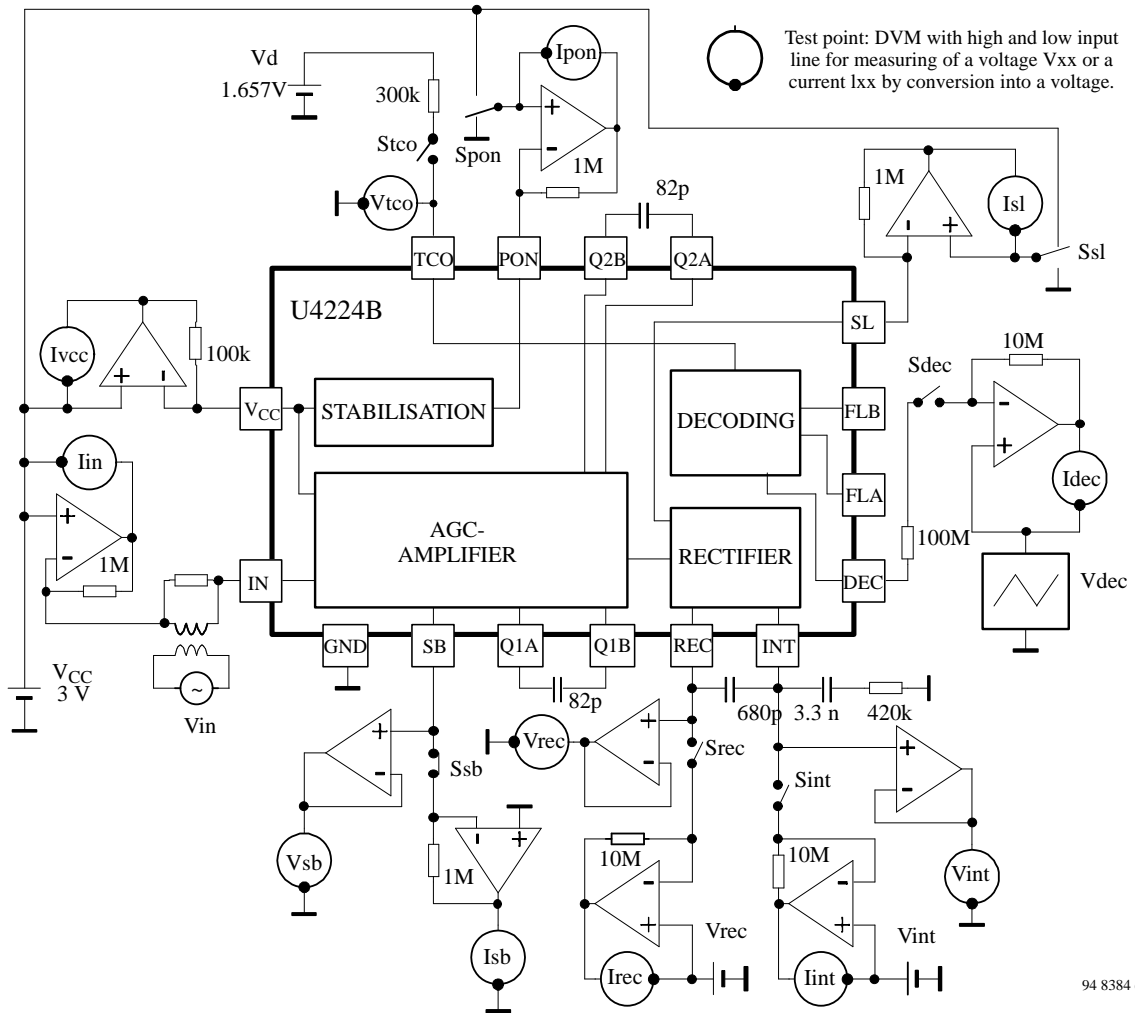 Test point: DVM with high and low input
line for measuring of a voltage Vxx or a
current lxx by conversion into a voltage.
Vd
1.657V
300k
Stco
Vtco
Ipon
+
-
1M
Spon
82p
1M
Isl
-
+
Ssl
TCO
PON
Q2B
Q2A
U4224B
SL
Ivcc
100k
+
-
VCC
STABILISATION
DECODING
FLB
FLA
Sdec
10M
-
+
Idec
100M
Vdec
Iin
+
-
1M
IN
AGC-
AMPLIFIER
RECTIFIER
DEC
GND
SB
Q1A
Q1B
REC
INT
VCC
3 V
~
Vin
82p
680p
3.3 n
420k
+
-
Ssb
Vrec
+
-
Srec
Sint
+
-
Vsb
-
+
1M
Isb
10M
-
+
Vrec
Irec
10M
-
+
Vint
Iint
Vint
94 8384